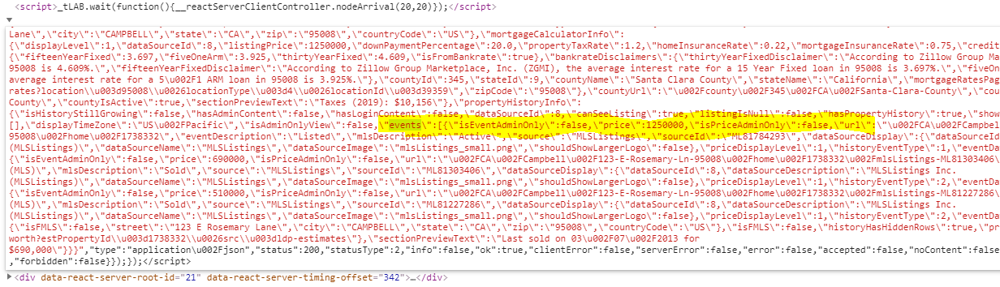 <script>_tLAB.wait(function(){__reactServerClientController.nodeArrival(20,20)});</script>
Lane\",\"city\":\"CAMPBELL\",\"state\":\"CA\",\"zip\":\"95008\",\"countryCode\":\"US\"},\"mortgageCalculatorInfo\":
{\"displayLevel\":1,\"dataSourceId\":8,\"listingPrice\":1250000,\"downPaymentPercentage\":20.0,\"propertyTaxRate\":1.2,\"homeInsuranceRate\":0.22,\"mortgageInsuranceRate\":0.75,\"credit
{\"fifteenYearFixed\":3.697,\"fiveOneArm\":3.925,\"thirtyYearFixed\":4.609,\"isFromBankrate\":true},\"bankrateDisclaimers\":{\"thirtyYearFixedDisclaimer\":\"According to Zillow Group Ma
95008 is 4.609%.\",\"fifteenYearFixedDisclaimer\":\"According to Zillow Group Marketplace, Inc. (ZGMI), the average interest rate for a 15 Year Fixed loan in 95008 is 3.697%.\",\"fiveOn
average interest rate for a 5\u002F1 ARM loan in 95008 is 3.925%.\"},\"countyId\":345,\"stateId\":9,\"countyName\":\"Santa Clara County\",\"stateName\":\"California\",\"mortgageRatesPag
rates?location\\u003d95008\\u0026locationType\\u003d4\\u0026locationId\\u003d39359\",\"zipCode\":\"95008\"},\"countyUrl\":\"\u002Fcounty\u002F345\u002FCA\u002FSanta-Clara-County\",\"cou
County\",\"countyIsActive\":true,\"sectionPreviewText\":\"Taxes (2019): $10,156\"},\"propertyHistoryInfo\":
{\"isHistoryStillGrowing\":false,\"hasAdminContent\":false,\"hasLoginContent\":false,\"dataSourceId\":8,\"canSeeListing\":true,\"listingIsNull\":false,\"hasPropertyHistory\":true,\"show
[],\"displayTimeZone\":\"US\u002FPacific\",\"isAdminOnlyView\":false,\"events\":[{\"isEventAdminOnly\":false,\"price\":1250000,\"isPriceAdminOnly\":false,\"url\":\"\u002FCA\u002FCampbel
95008\u002Fhome\u002F1738332\",\"eventDescription\":\"Listed\",\"mlsDescription\":\"Active\",\"source\":\"MLSListings\",\"sourceId\":\"ML81784293\",\"dataSourceDisplay\":{\"dataSourceId
(MLSListings)\",\"dataSourceName\":\"MLSListings\",\"dataSourceImage\":\"mlsListings_small.png\",\"shouldShowLargerLogo\":false},\"priceDisplayLevel\":1,\"historyEventType\":1,\"eventDa
{\"isEventAdminOnly\":false,\"price\":690000,\"isPriceAdminOnly\":false,\"url\":\"\u002FCA\u002FCampbell\u002F123-E-Rosemary-Ln-95008\u002Fhome\u002F1738332\u002FmlsListings-ML81303406\
(MLS)\",\"mlsDescription\":\"Sold\",\"source\":\"MLSListings\",\"sourceId\":\"ML81303406\",\"dataSourceDisplay\":{\"dataSourceId\":8,\"dataSourceDescription\":\"MLSListings Inc.
(MLSListings)\",\"dataSourceName\":\"MLSListings\",\"dataSourceImage\":\"mlsListings_small.png\",\"shouldShowLargerLogo\":false},\"priceDisplayLevel\":1,\"historyEventType\":2,\"eventDa
{\"isEventAdminOnly\":false,\"price\":510000,\"isPriceAdminOnly\":false,\"url\":\"\u002FCA\u002FCampbell\u002F123-E-Rosemary-Ln-95008\u002Fhome\u002F1738332\u002FmlsListings-ML81227286\
(MLS)\",\"mlsDescription\":\"Sold\",\"source\":\"MLSListings\",\"sourceId\":\"ML81227286\",\"dataSourceDisplay\":{\"dataSourceId\":8,\"dataSourceDescription\":\"MLSListings Inc.
(MLSListings)\",\"dataSourceName\":\"MLSListings\",\"dataSourceImage\":\"mlsListings_small.png\",\"shouldShowLargerLogo\":false},\"priceDisplayLevel\":1,\"historyEventType\":2,\"eventDa
{\"isFMLS\":false,\"street\":\"123 E Rosemary Lane\",\"city\":\"CAMPBELL\",\"state\":\"CA\",\"zip\":\"95008\",\"countryCode\":\"US\"},\"isFMLS\":false,\"historyHasHiddenRows\":true,\"pr
worth?estPropertyId\\u003d1738332\\u0026src\\u003dldp-estimates\"},\"sectionPreviewText\":\"Last sold on 03\u002F07\u002F2013 for
$690,000\"}}}","type":"application\u002Fjson","status":200,"statusType":2,"info":false,"ok":true,"clientError":false,"serverError":false,"error":false,"accepted":false,"noContent":false
,"forbidden":false}});});</script>
<div data-react-server-root-id="21" data-react-server-timing-offset="342">…</div>